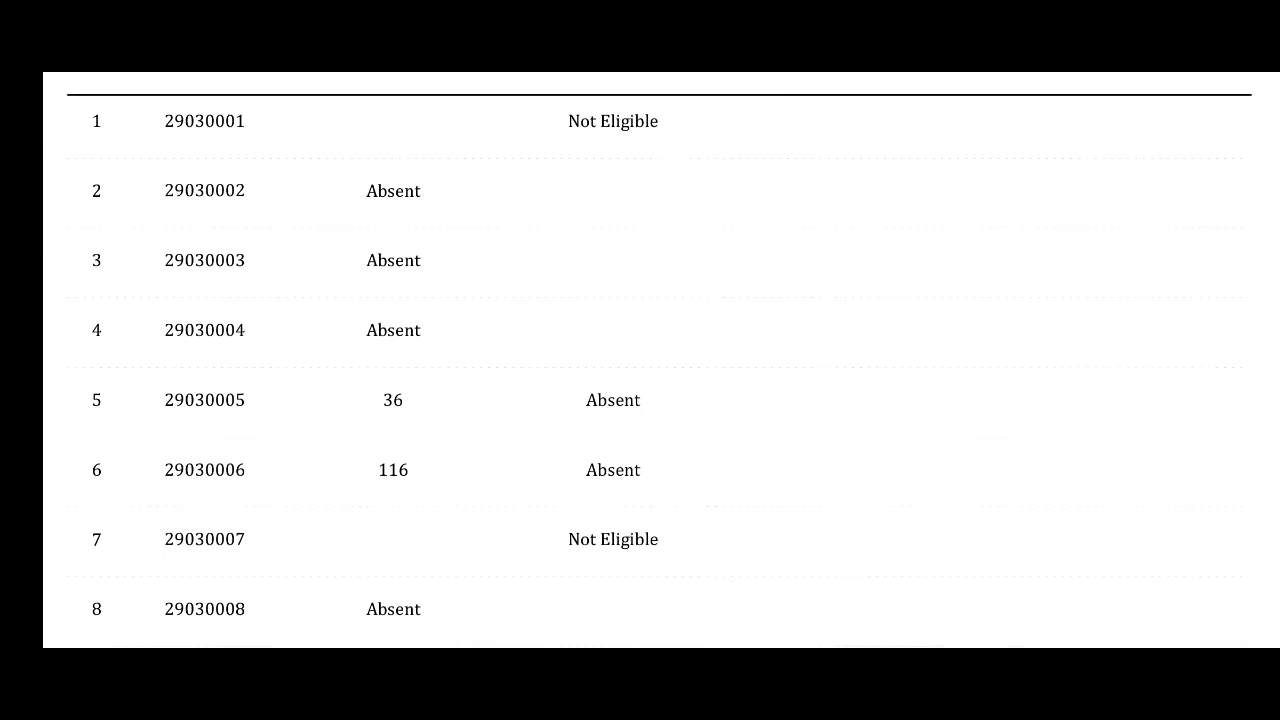 1 29030001 Not Eligible
2 29030002 Absent
3 29030003 Absent
4 29030004 Absent
5 29030005 36 Absent
6 29030006 116 Absent
7 29030007 Not Eligible
8 29030008 Absent